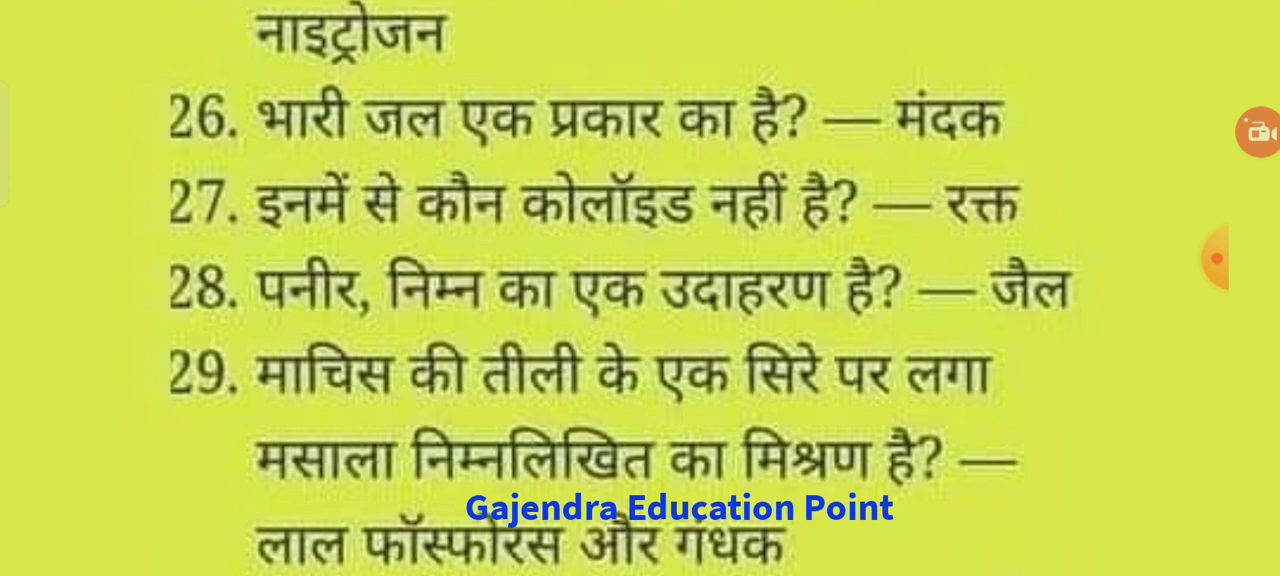 नाइट्रोजन
26. भारी जल एक प्रकार का है? — मंदक
27. इनमें से कौन कोलॉइड नहीं है? — रक्त
28. पनीर, निम्न का एक उदाहरण है? — जैल
29. माचिस की तीली के एक सिरे पर लगा
मसाला निम्नलिखित का मिश्रण है? —
Gajendra Education Point
लाल फॉस्फोरस और गंधक